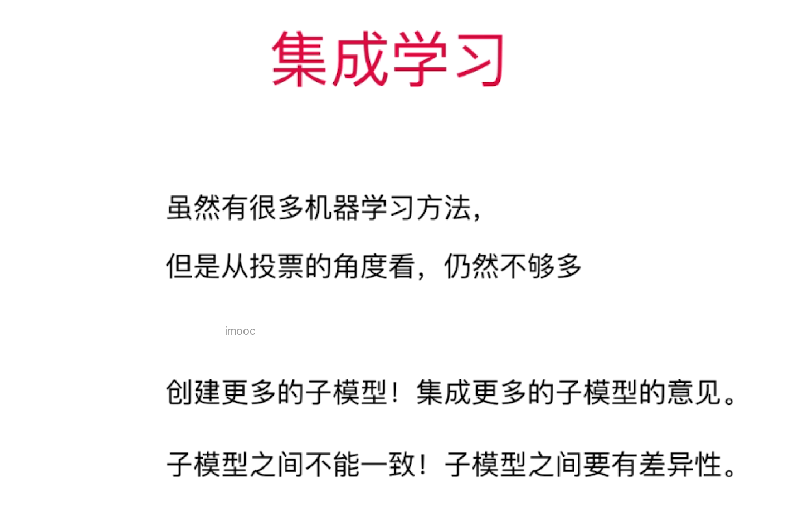 集成学习
虽然有很多机器学习方法，
但是从投票的角度看，仍然不够多
imooc
创建更多的子模型！集成更多的子模型的意见。
子模型之间不能一致！子模型之间要有差异性。